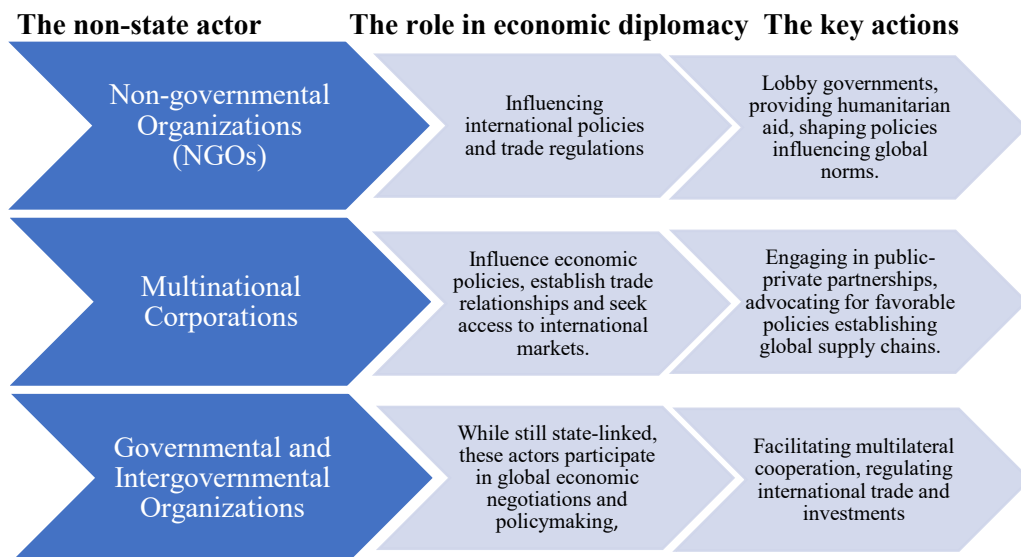 The non-state actor
The role in economic diplomacy
The key actions
Non-governmental
Organizations
(NGOs)
Influencing
international policies
and trade regulations
Lobby governments,
providing humanitarian
aid, shaping policies
influencing global
norms.
Multinational
Corporations
Influence economic
policies, establish trade
relationships and seek
access to international
markets.
Engaging in public-
private partnerships,
advocating for favorable
policies establishing
global supply chains.
Governmental and
Intergovernmental
Organizations
While still state-linked,
these actors participate
in global economic
negotiations and
policymaking,
Facilitating multilateral
cooperation, regulating
international trade and
investments